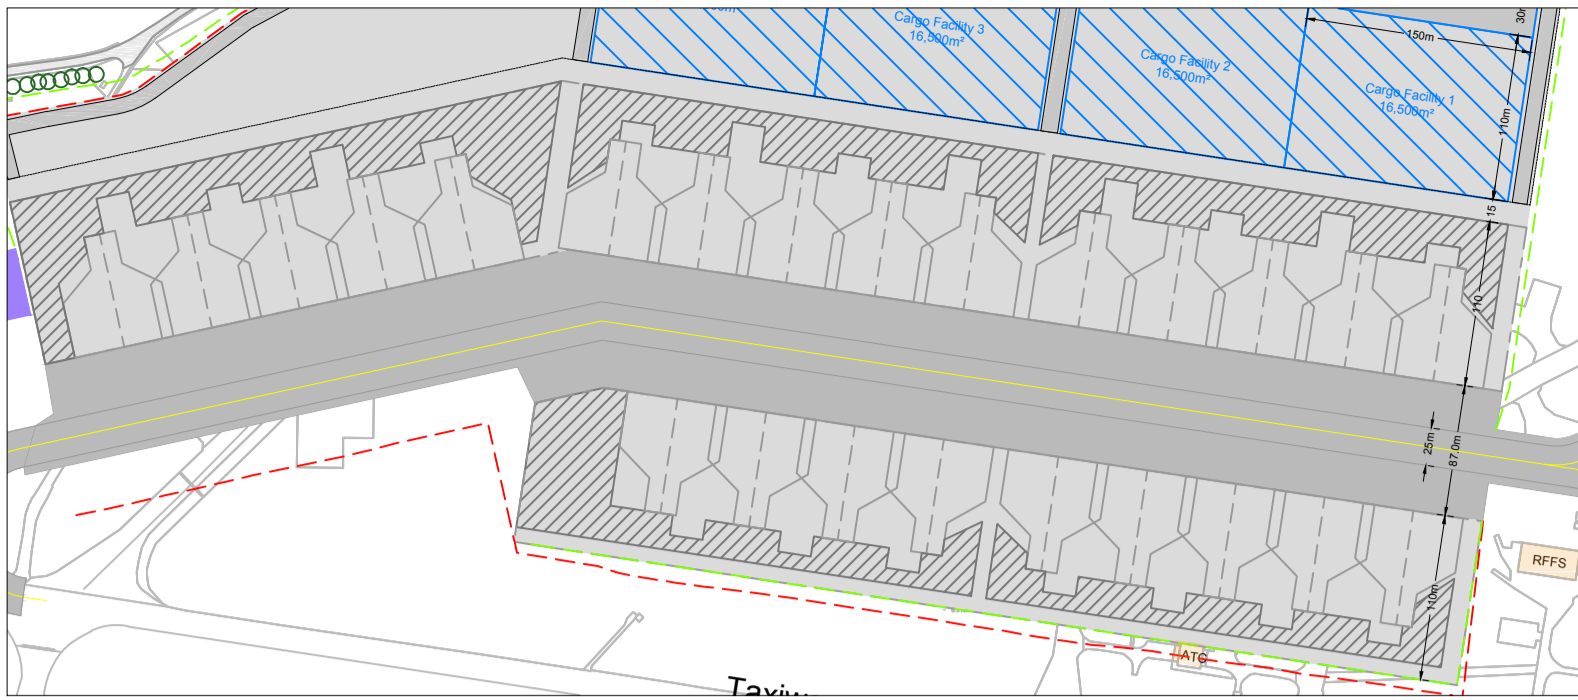 Cargo Facility 3
16,500m²
30m
150m
Cargo Facility 2
16,500m²
Cargo Facility 1
16,500m²
110m
15
110
25m
87.0m
110m
RFFS
ATC